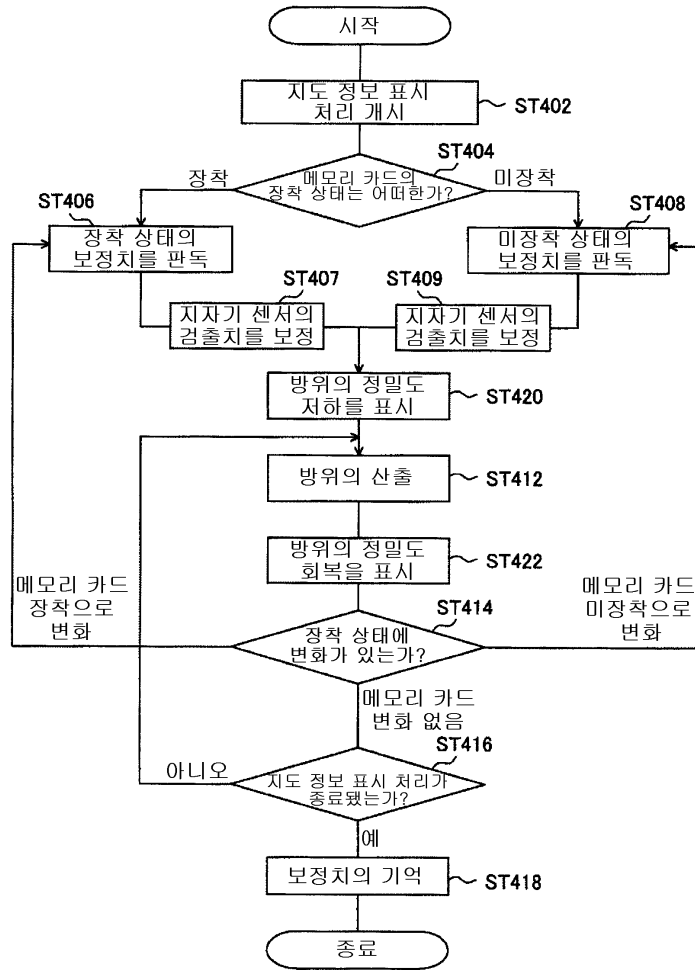 시작
지도 정보 표시
처리 개시
ST402
메모리 카드의
장착 상태는 어떠한가?
ST404
장착
미장착
ST406
장착 상태의
보정치를 판독
ST408
미장착 상태의
보정치를 판독
ST407
지자기 센서의
검출치를 보정
ST409
지자기 센서의
검출치를 보정
방위의 정밀도
저하를 표시
ST420
방위의 산출
ST412
방위의 정밀도
회복을 표시
ST422
메모리 카드
장착으로
변화
장착 상태에
변화가 있는가?
ST414
메모리 카드
미장착으로
변화
메모리 카드
변화 없음
ST416
아니오
지도 정보 표시 처리가
종료됐는가?
예
보정치의 기억
ST418
종료